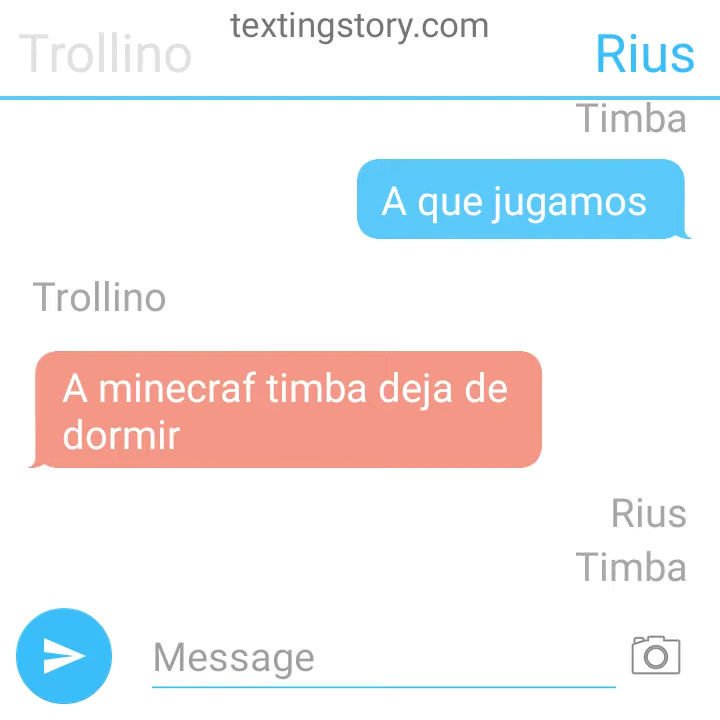 textingstory.com
Trollino
Rius
Timba
A que jugamos
Trollino
A minecraf timba deja de
dormir
Rius
Timba
Message